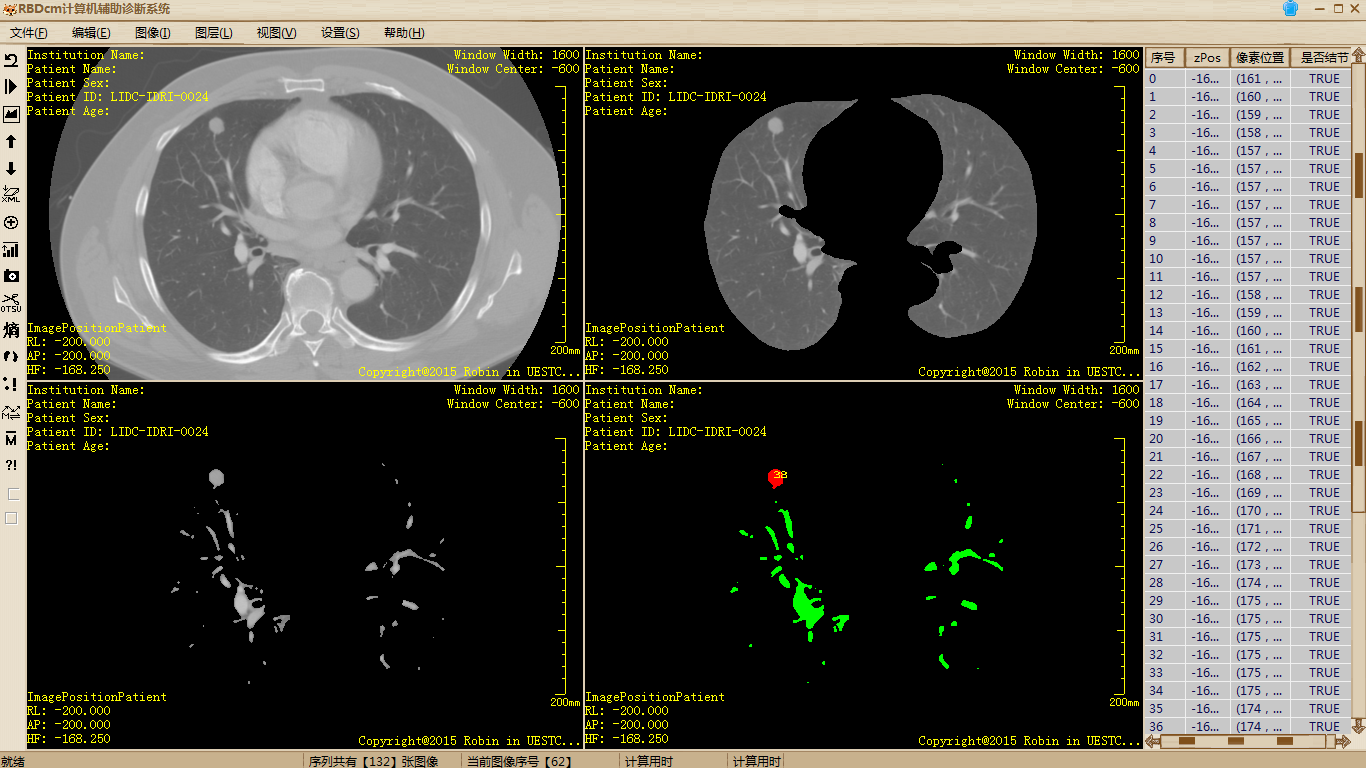 RBDcm计算机辅助诊断系统
文件(F) 编辑(E) 图像(I) 图层(L) 视图(V) 设置(S) 帮助(H)
XML
OTSU
熵
M
M
?!
Institution Name:
Patient Name:
Patient Sex:
Patient ID: LIDC-IDRI-0024
Patient Age:
Window Width: 1600
Window Center: -600
ImagePositionPatient
RL: -200.000
AP: -200.000
HF: -168.250
200mm
Copyright@2015 Robin in UESTC...
Institution Name:
Patient Name:
Patient Sex:
Patient ID: LIDC-IDRI-0024
Patient Age:
Window Width: 1600
Window Center: -600
ImagePositionPatient
RL: -200.000
AP: -200.000
HF: -168.250
200mm
Copyright@2015 Robin in UESTC...
Institution Name:
Patient Name:
Patient Sex:
Patient ID: LIDC-IDRI-0024
Patient Age:
Window Width: 1600
Window Center: -600
ImagePositionPatient
RL: -200.000
AP: -200.000
HF: -168.250
200mm
Copyright@2015 Robin in UESTC...
Institution Name:
Patient Name:
Patient Sex:
Patient ID: LIDC-IDRI-0024
Patient Age:
Window Width: 1600
Window Center: -600
38
ImagePositionPatient
RL: -200.000
AP: -200.000
HF: -168.250
200mm
Copyright@2015 Robin in UESTC...
序号 zPos 像素位置 是否结节
0 -16... (161 , ... TRUE
1 -16... (160 , ... TRUE
2 -16... (159 , ... TRUE
3 -16... (158 , ... TRUE
4 -16... (157 , ... TRUE
5 -16... (157 , ... TRUE
6 -16... (157 , ... TRUE
7 -16... (157 , ... TRUE
8 -16... (157 , ... TRUE
9 -16... (157 , ... TRUE
10 -16... (157 , ... TRUE
11 -16... (157 , ... TRUE
12 -16... (158 , ... TRUE
13 -16... (159 , ... TRUE
14 -16... (160 , ... TRUE
15 -16... (161 , ... TRUE
16 -16... (162 , ... TRUE
17 -16... (163 , ... TRUE
18 -16... (164 , ... TRUE
19 -16... (165 , ... TRUE
20 -16... (166 , ... TRUE
21 -16... (167 , ... TRUE
22 -16... (168 , ... TRUE
23 -16... (169 , ... TRUE
24 -16... (170 , ... TRUE
25 -16... (171 , ... TRUE
26 -16... (172 , ... TRUE
27 -16... (173 , ... TRUE
28 -16... (174 , ... TRUE
29 -16... (175 , ... TRUE
30 -16... (175 , ... TRUE
31 -16... (175 , ... TRUE
32 -16... (175 , ... TRUE
33 -16... (175 , ... TRUE
34 -16... (175 , ... TRUE
35 -16... (174 , ... TRUE
36 -16... (174 , ... TRUE
就绪 序列共有【132】张图像 当前图像序号【62】 计算用时 计算用时